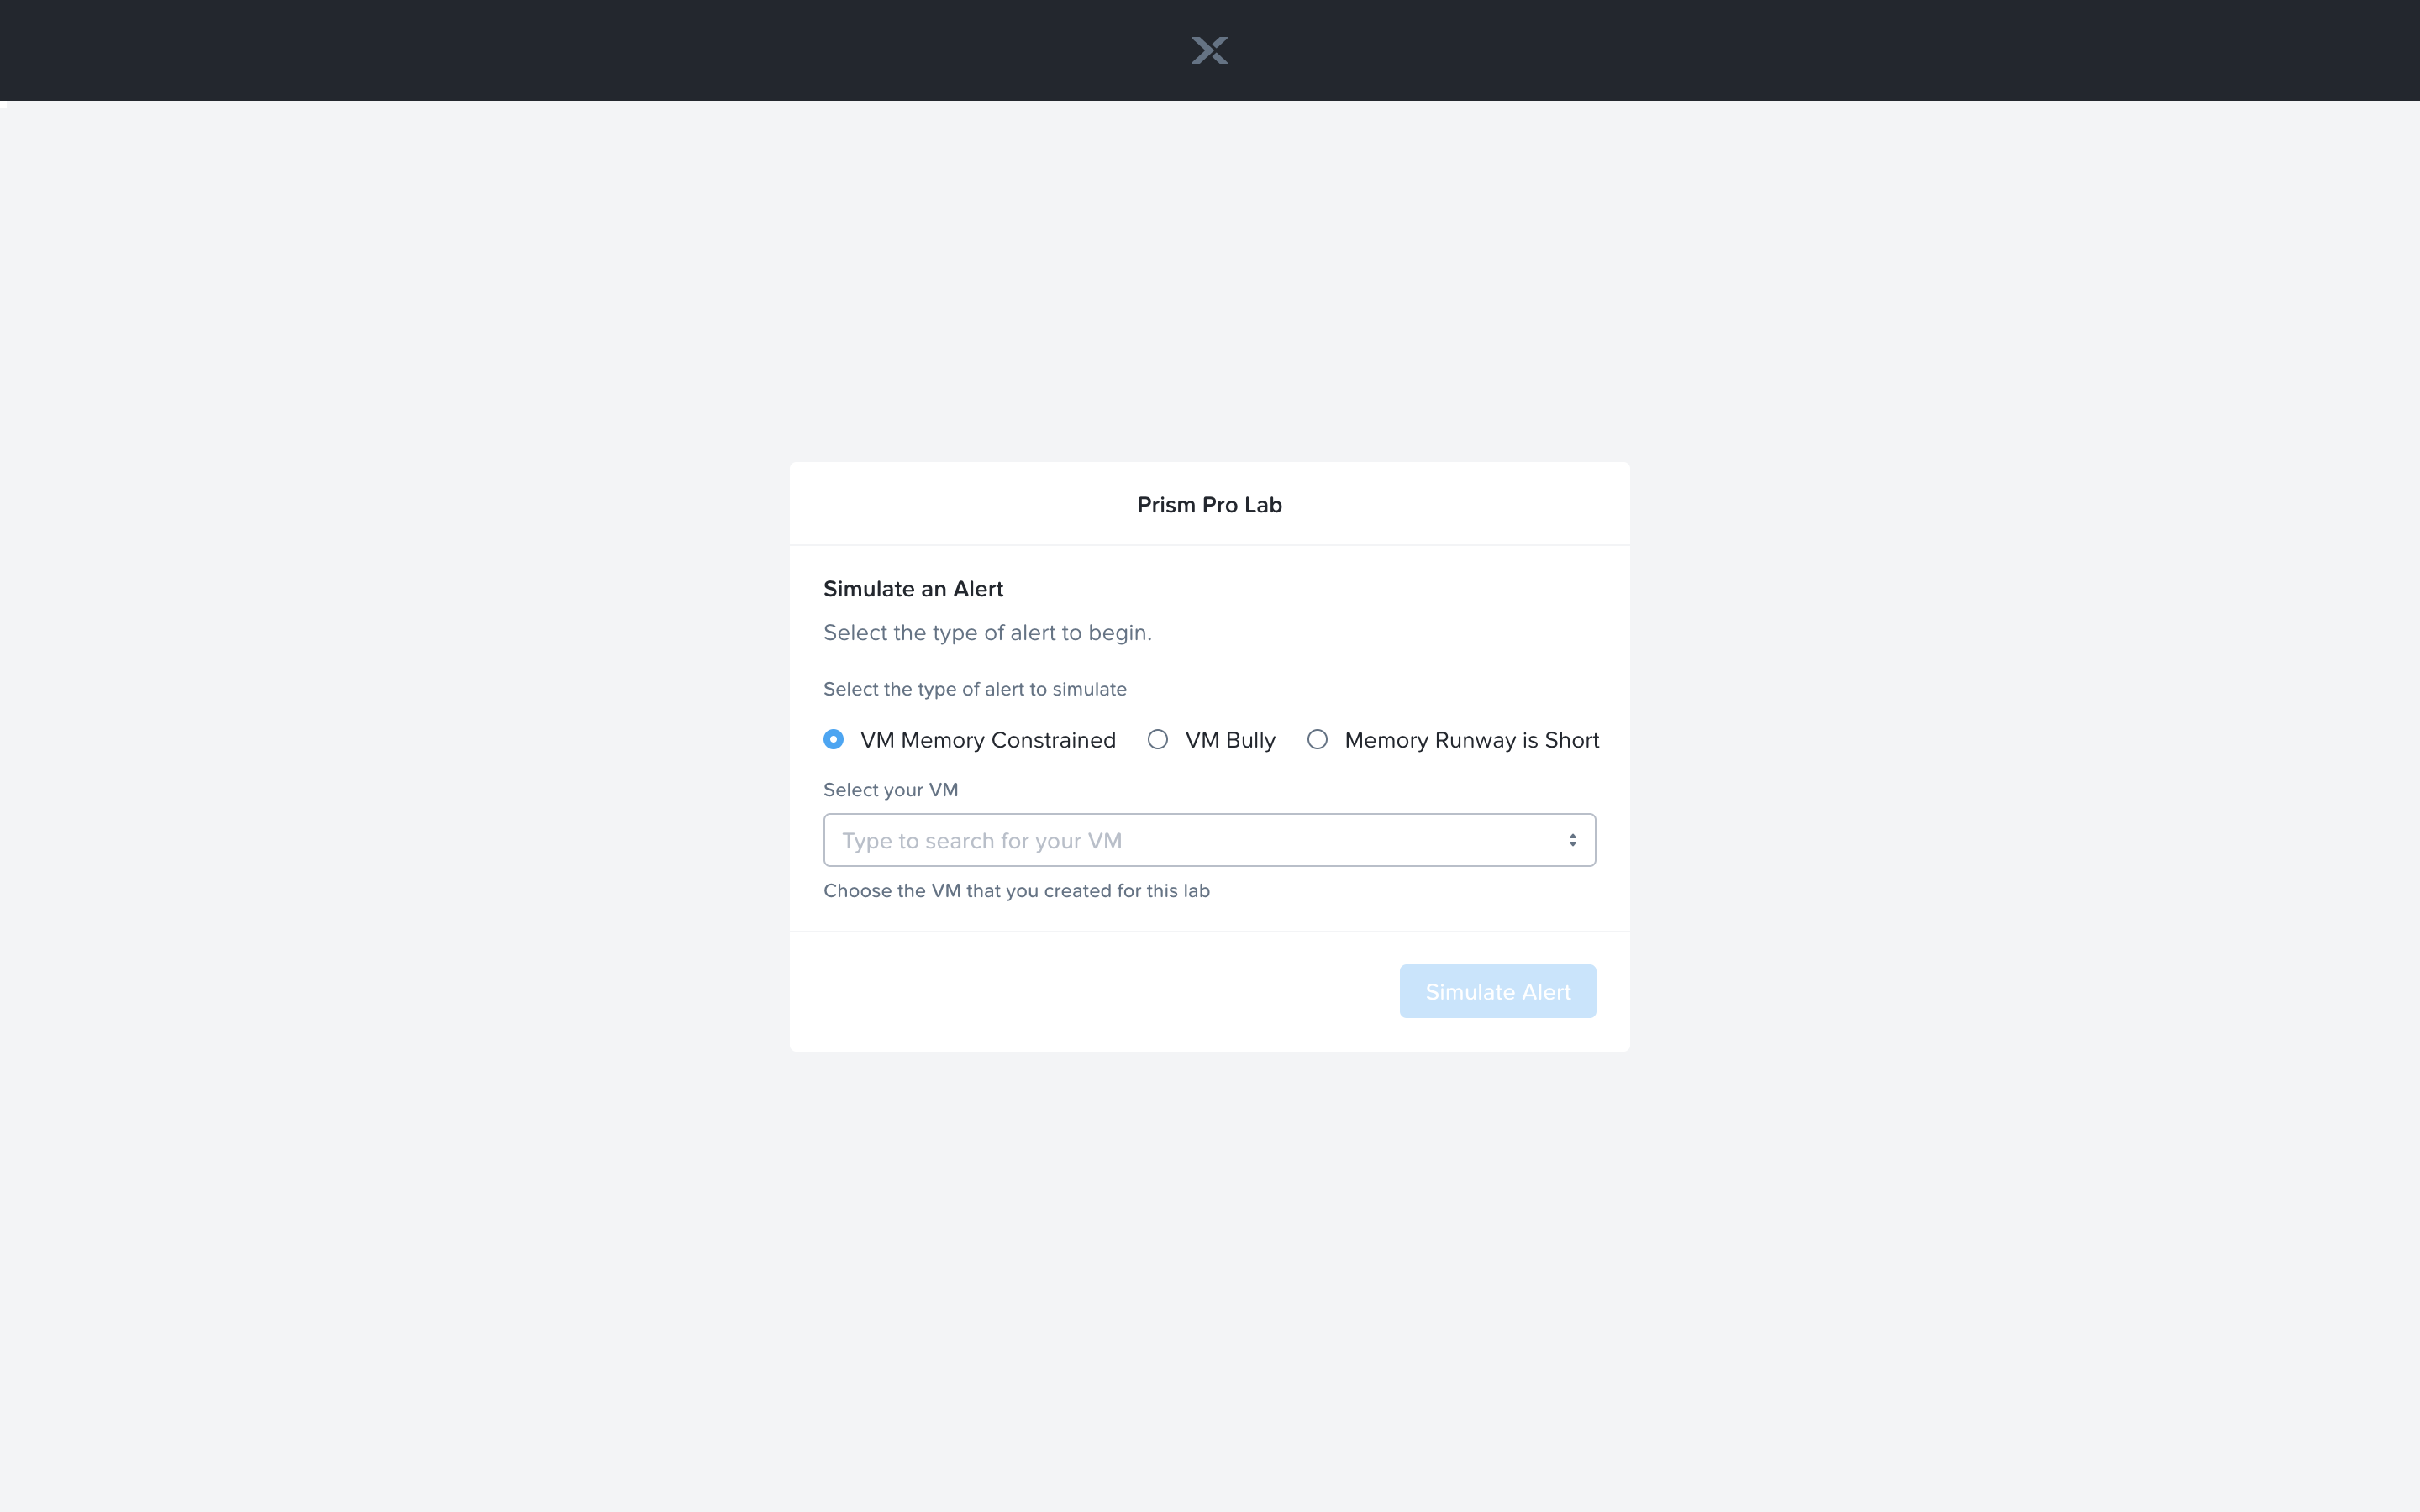 Prism Pro Lab
Simulate an Alert
Select the type of alert to begin.
Select the type of alert to simulate
VM Memory Constrained VM Bully Memory Runway is Short
Select your VM
Type to search for your VM
Choose the VM that you created for this lab
Simulate Alert